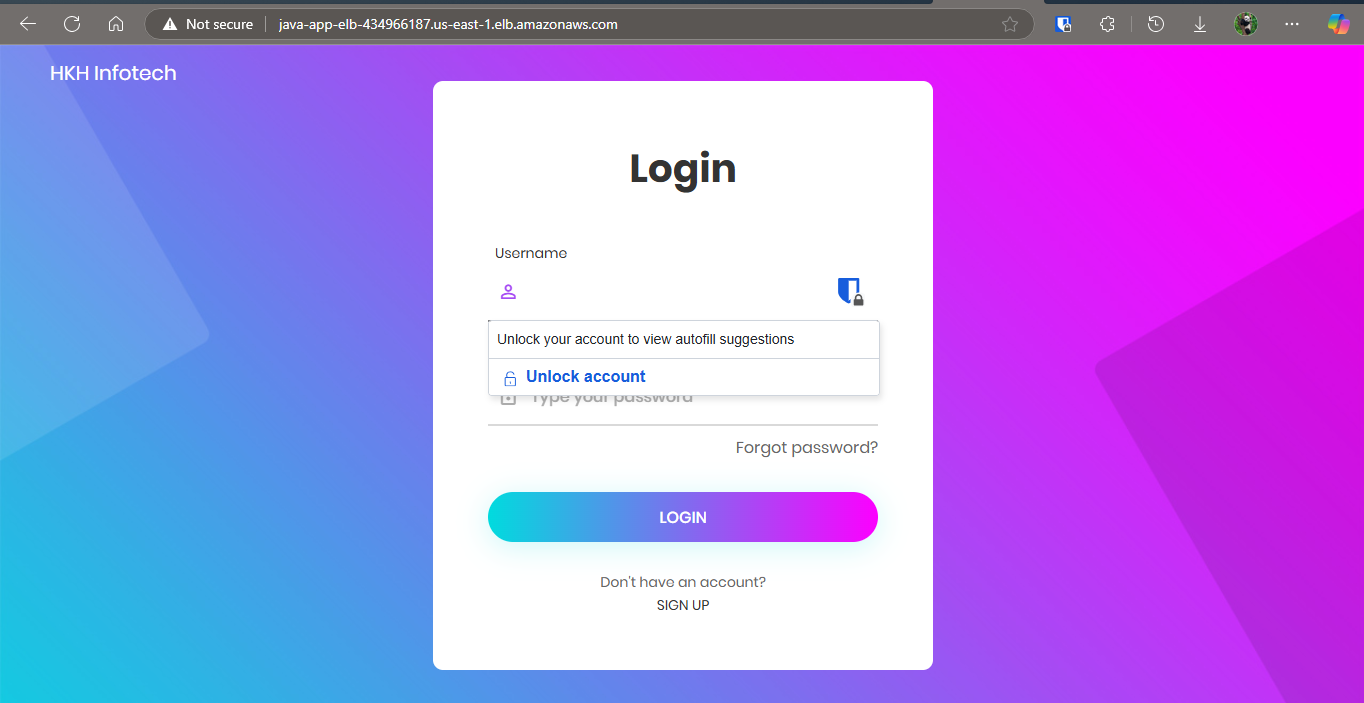 Not secure
java-app-elb-434966187.us-east-1.elb.amazonaws.com
HKH Infotech
Login
Username
Unlock your account to view autofill suggestions
Unlock account
Type your password
Forgot password?
LOGIN
Don't have an account?
SIGN UP